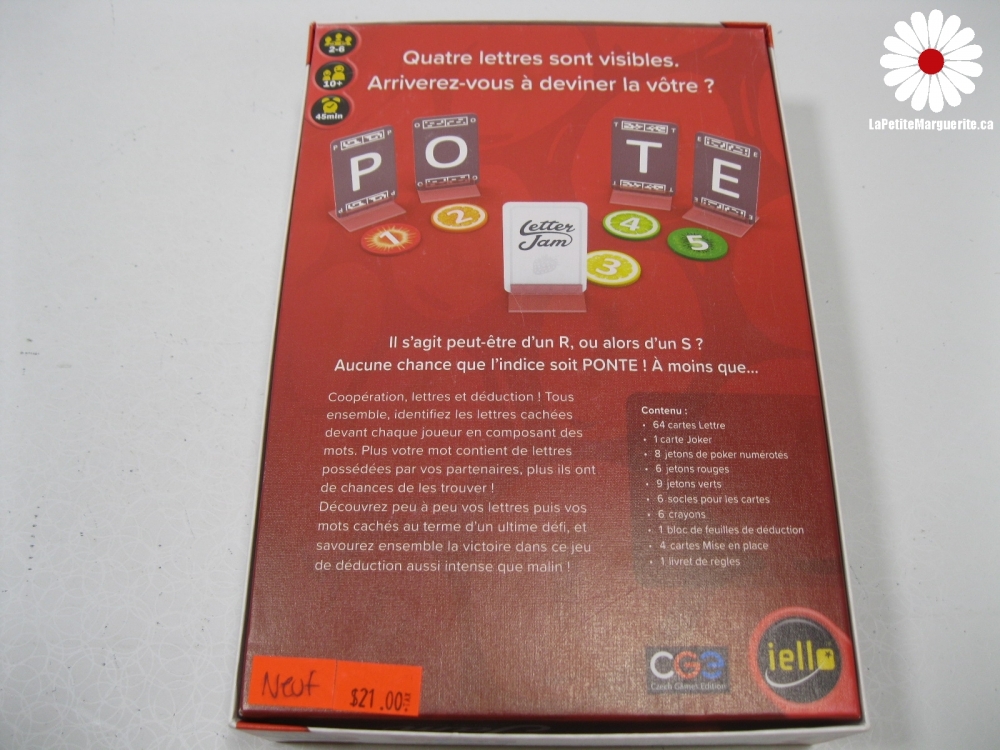 2-6
10+
45min
Quatre lettres sont visibles.
Arriverez-vous à deviner la vôtre ?
LaPetiteMarguerite.ca
P O T E
1 2 4 5
Letter
Jam
3
Il s'agit peut-être d'un R, ou alors d'un S ?
Aucune chance que l'indice soit PONTE ! À moins que...
Coopération, lettres et déduction ! Tous
ensemble, identifiez les lettres cachées
devant chaque joueur en composant des
mots. Plus votre mot contient de lettres
possédées par vos partenaires, plus ils ont
de chances de les trouver !
Découvrez peu à peu vos lettres puis vos
mots cachés au terme d'un ultime défi, et
savourez ensemble la victoire dans ce jeu
de déduction aussi intense que malin !
Contenu :
• 64 cartes Lettre
• 1 carte Joker
• 8 jetons de poker numérotés
• 6 jetons rouges
• 9 jetons verts
• 6 socles pour les cartes
• 6 crayons
• 1 bloc de feuilles de déduction
• 4 cartes Mise en place
• 1 livret de règles
Neuf
$21.00
CGE
Czech Games Edition
iello